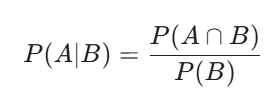 P(A|B) = P(A ∩ B) / P(B)